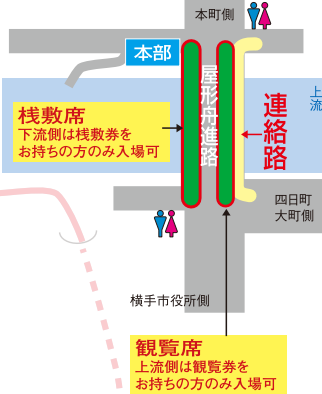 本町側
本部
屋形舟進路
上
流
連絡路
桟敷席
下流側は桟敷券を
お持ちの方のみ入場可
四日町
大町側
横手市役所側
観覧席
上流側は観覧券を
お持ちの方のみ入場可